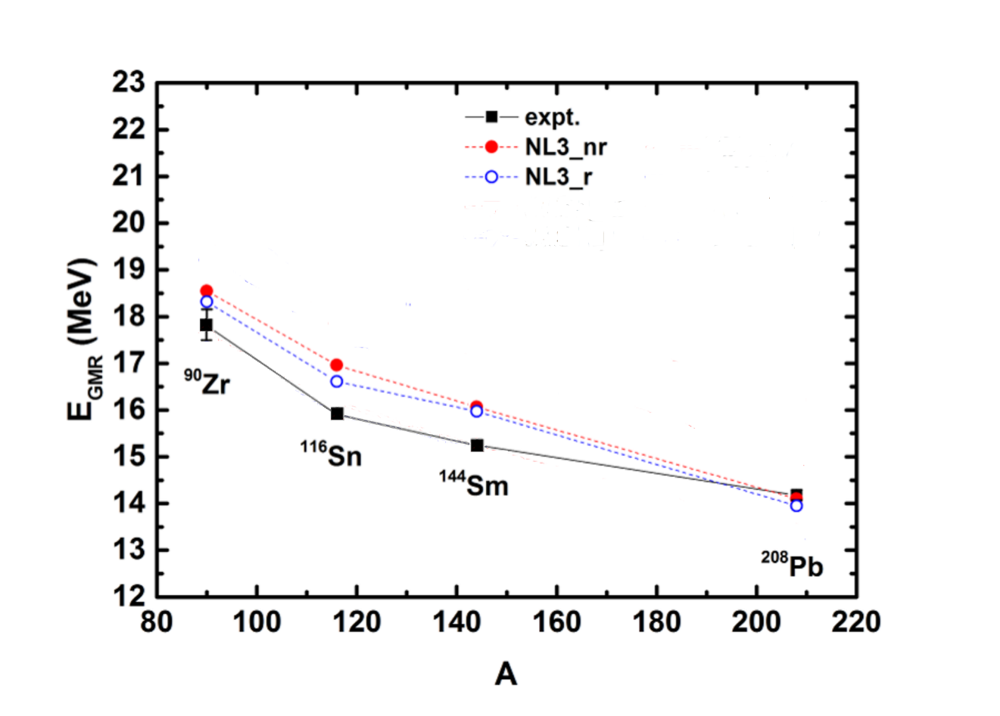 23
22
21
20
19
18
17
16
15
14
13
12
E_GMR (MeV)
expt.
NL3_nr
NL3_r
⁹⁰Zr
¹¹⁶Sn
¹⁴⁴Sm
²⁰⁸Pb
80 100 120 140 160 180 200 220
A